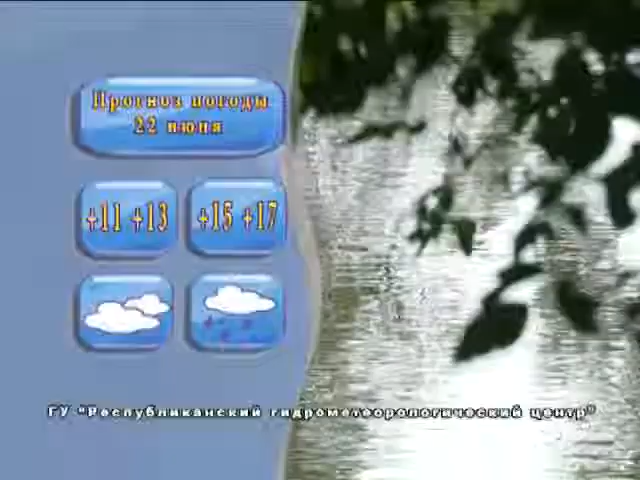 Прогноз погоды
22 июня
+11 +13
+15 +17
ГУ "Республиканский гидрометеорологический центр"